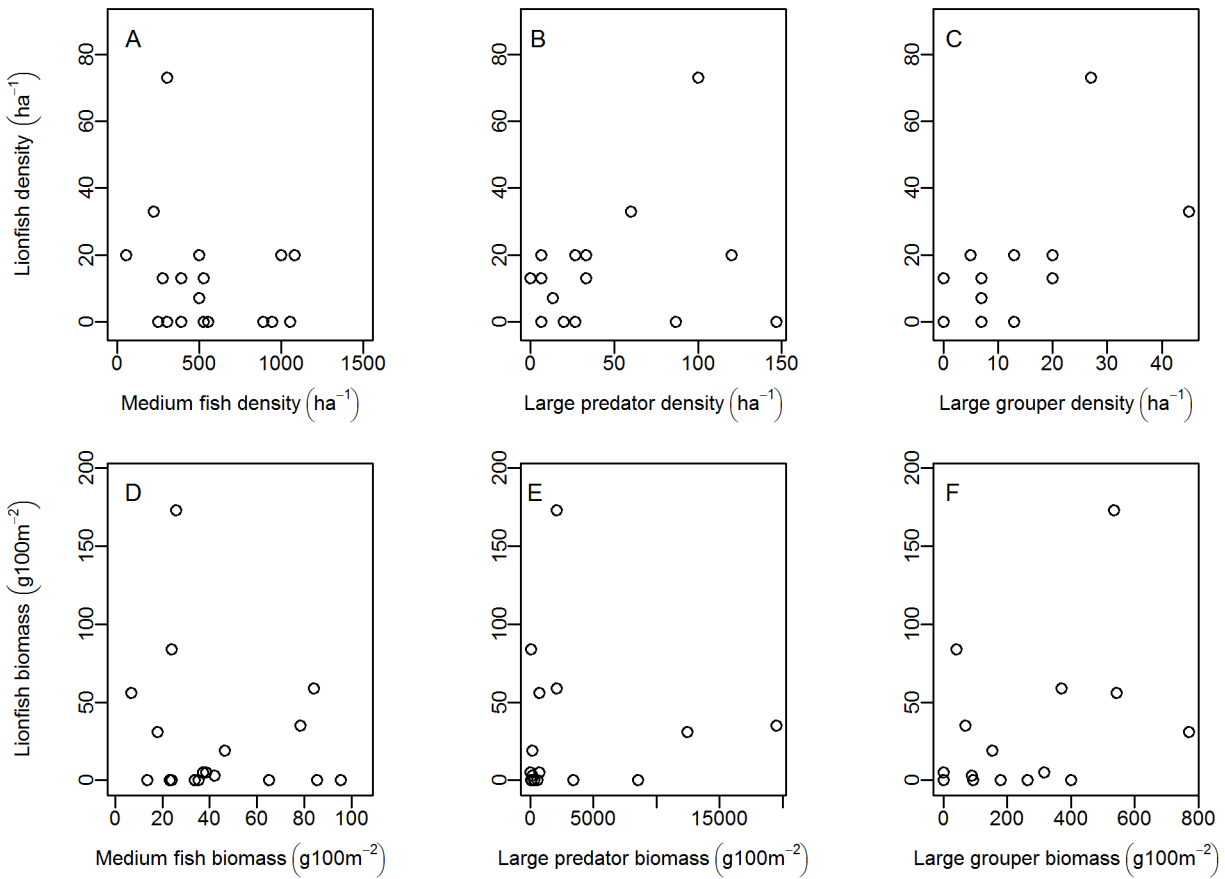 A
B
C
Lionfish density (ha⁻¹)
0 20 40 60 80
0 20 40 60 80
0 20 40 60 80
0 500 1000 1500
0 50 100 150
0 10 20 30 40
Medium fish density (ha⁻¹)
Large predator density (ha⁻¹)
Large grouper density (ha⁻¹)
D
E
F
Lionfish biomass (g100m⁻²)
0 50 100 150 200
0 50 100 150 200
0 50 100 150 200
0 20 40 60 80 100
0 5000 15000
0 200 400 600 800
Medium fish biomass (g100m⁻²)
Large predator biomass (g100m⁻²)
Large grouper biomass (g100m⁻²)